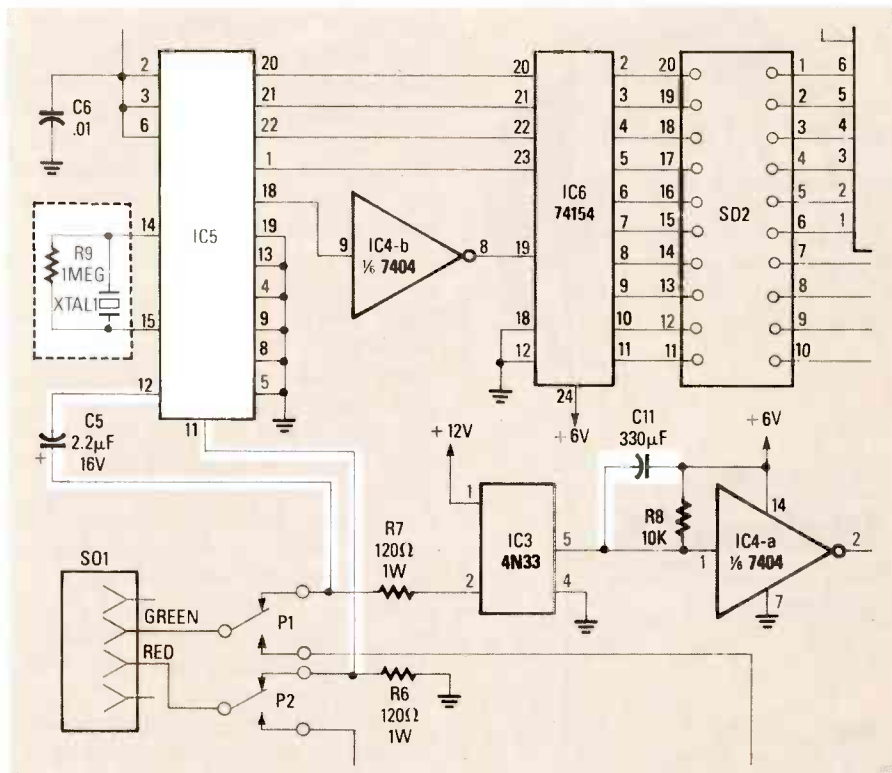 2
3
6
14
15
12
11
IC5
20
21
22
1
18
19
13
4
9
8
5
C6
.01
R9
1MEG
XTAL1
C5
2.2µF
+ 16V
9
IC4-b
⅙ 7404
8
20
21
22
23
19
18
12
24
+6V
IC6
74154
2
3
4
5
6
7
8
9
10
11
20
19
18
17
16
15
14
13
12
11
SD2
1
2
3
4
5
6
7
8
9
10
6
5
4
3
2
1
+12V
1
2
IC3
4N33
5
4
C11
330µF
+6V
R8
10K
1
14
IC4-a
⅙ 7404
2
7
R7
120Ω
1W
SO1
GREEN
RED
P1
P2
R6
120Ω
1W